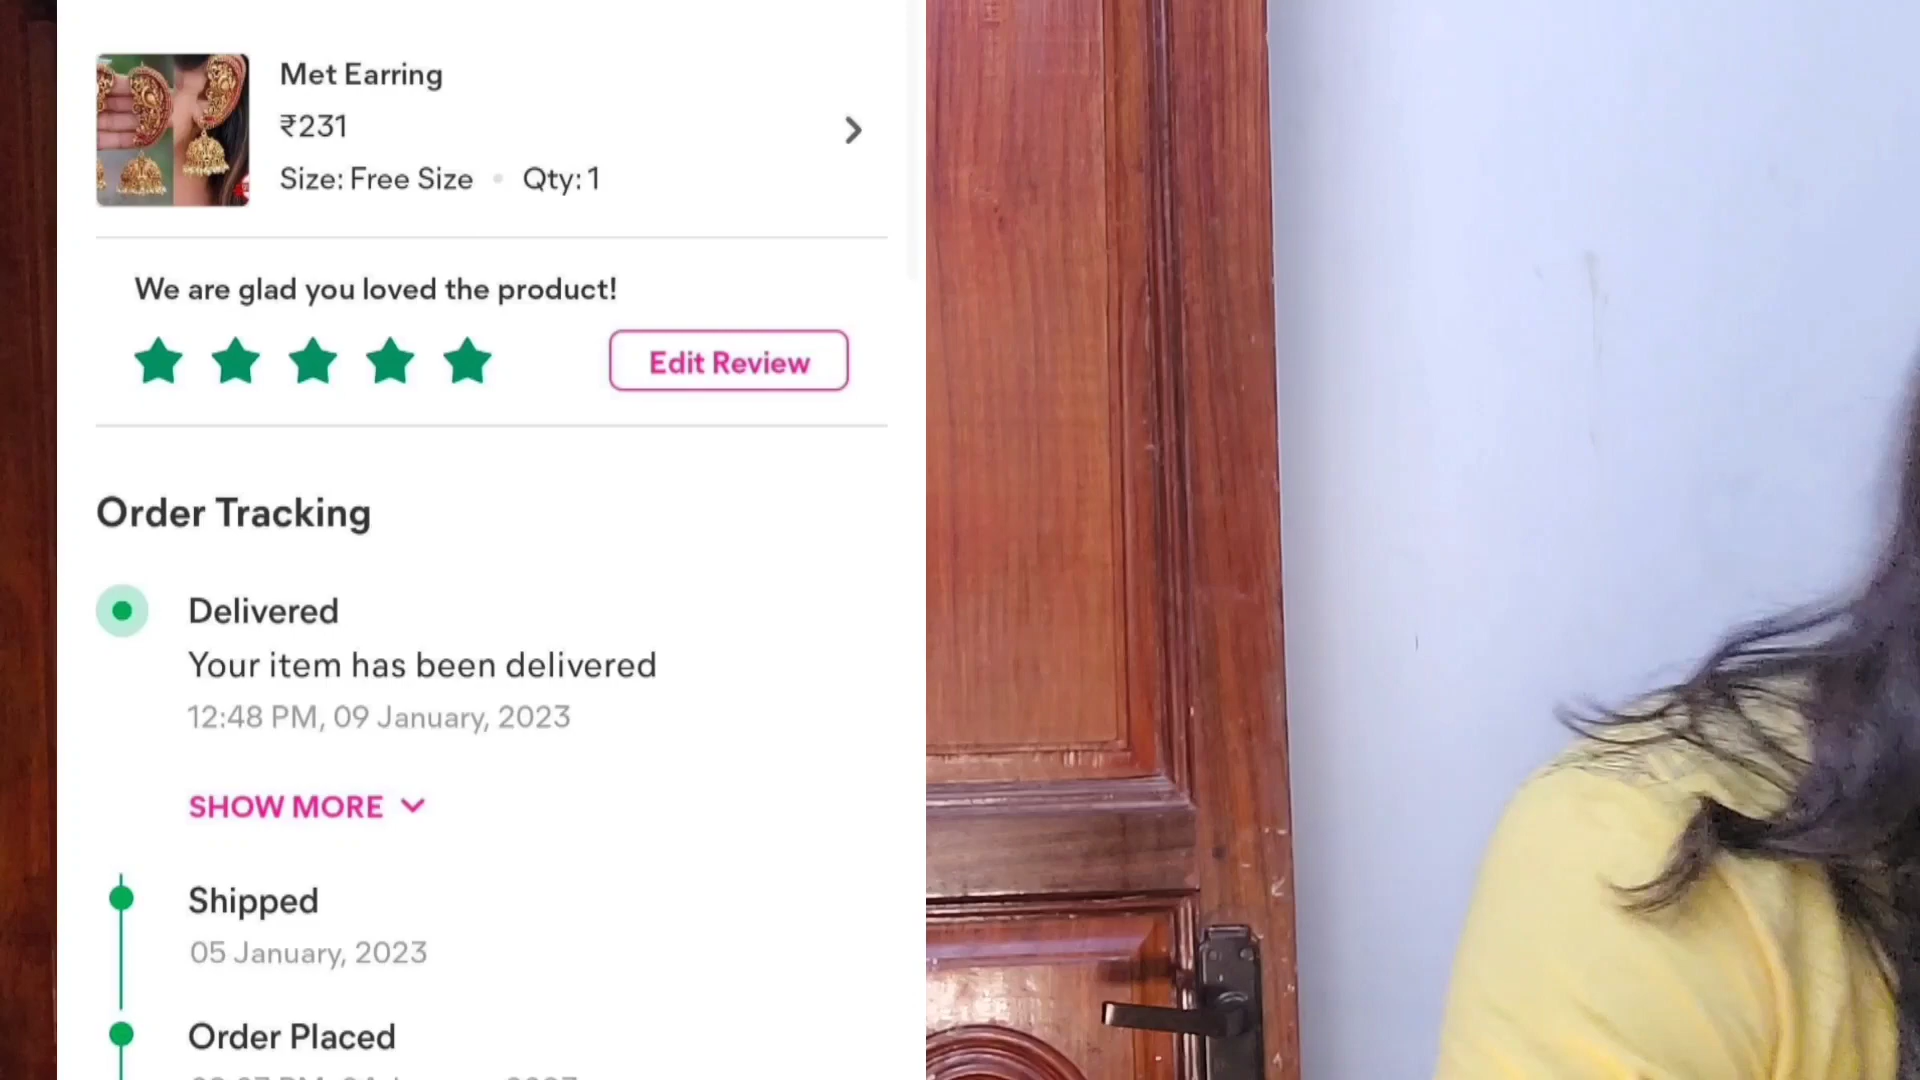 Met Earring
₹231
Size: Free Size • Qty: 1
We are glad you loved the product!
Edit Review
Order Tracking
Delivered
Your item has been delivered
12:48 PM, 09 January, 2023
SHOW MORE
Shipped
05 January, 2023
Order Placed